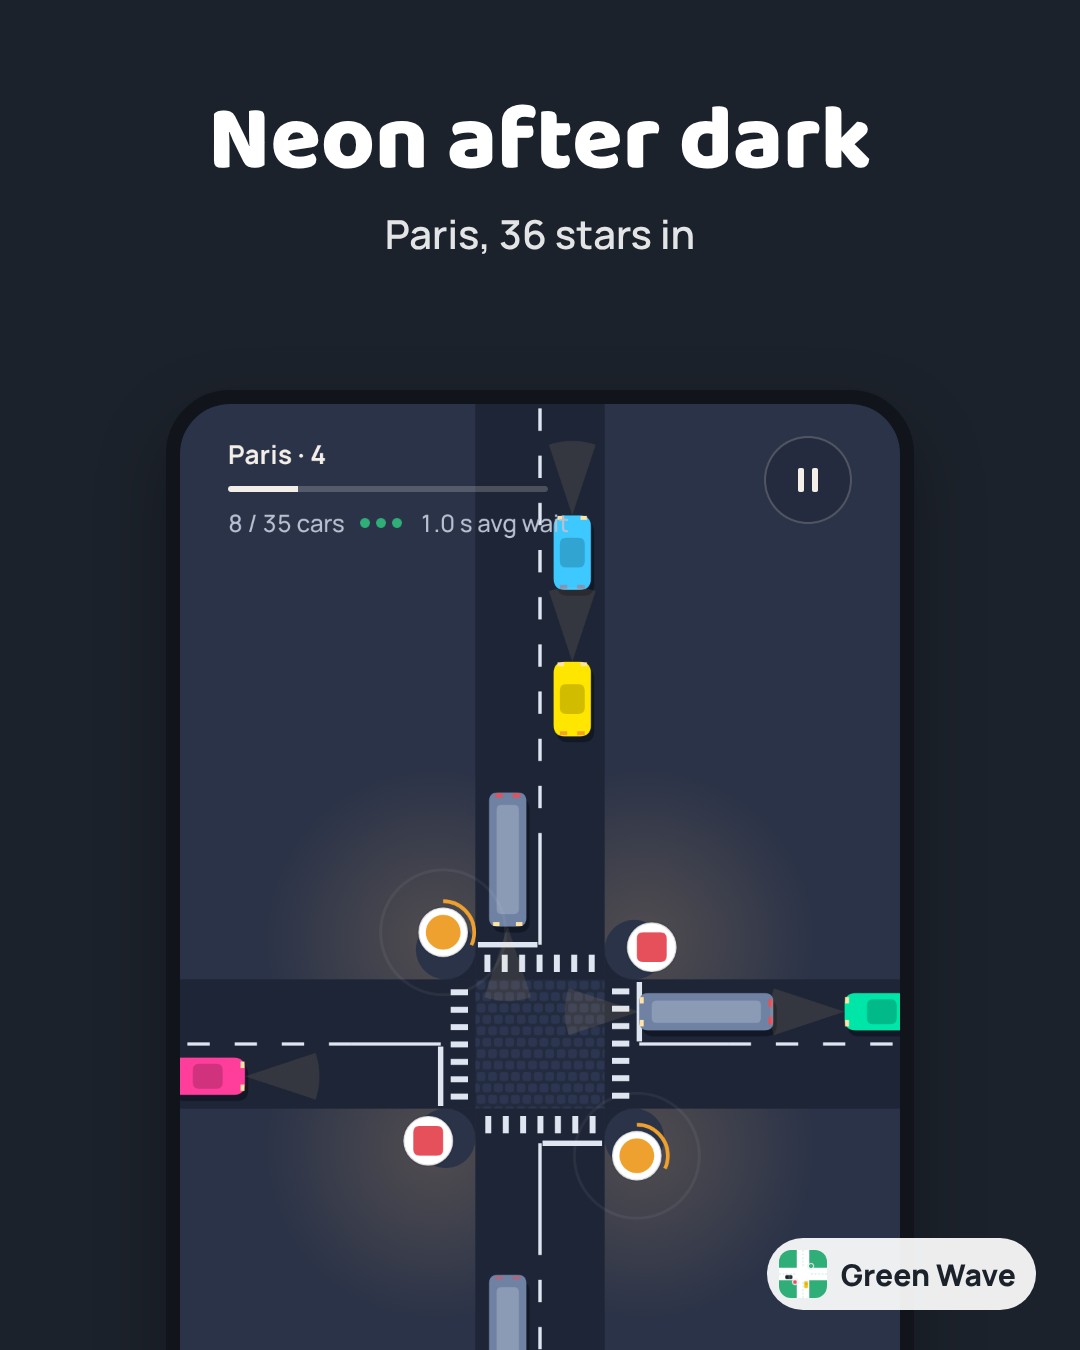 Neon after dark
Paris, 36 stars in
Paris · 4
8 / 35 cars 1.0 s avg wait
Green Wave